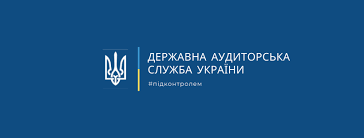 ДЕРЖАВНА АУДИТОРСЬКА
СЛУЖБА УКРАЇНИ
#підконтролем